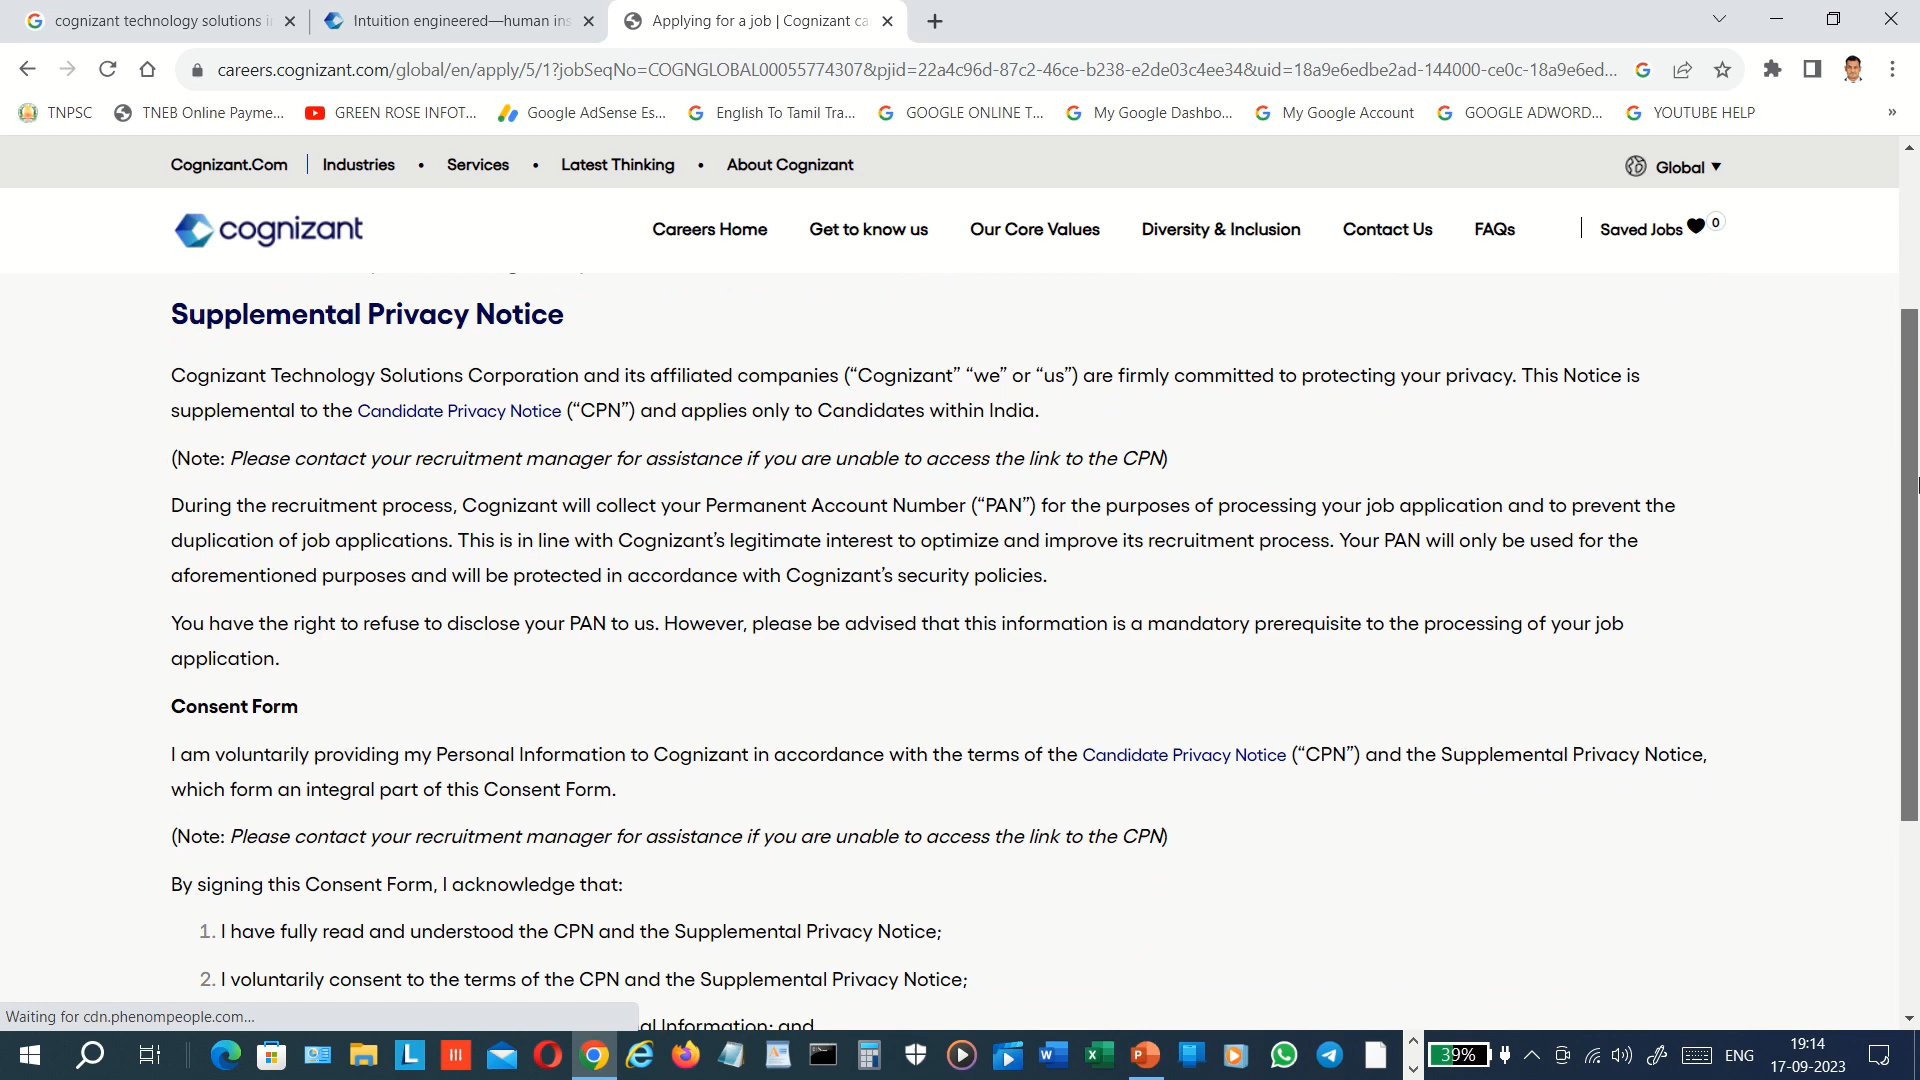 cognizant technology solutions i
Intuition engineered—human ins
Applying for a job | Cognizant ca
careers.cognizant.com/global/en/apply/5/1?jobSeqNo=COGNGLOBAL00055774307&pjid=22a4c96d-87c2-46ce-b238-e2de03c4ee34&uid=18a9e6edbe2ad-144000-ce0c-18a9e6ed...
TNPSC
TNEB Online Payme...
GREEN ROSE INFOT...
Google AdSense Es...
English To Tamil Tra...
GOOGLE ONLINE T...
My Google Dashbo...
My Google Account
GOOGLE ADWORD...
YOUTUBE HELP
»
Cognizant.Com
Industries • Services • Latest Thinking • About Cognizant
Global
cognizant
Careers Home
Get to know us
Our Core Values
Diversity & Inclusion
Contact Us
FAQs
Saved Jobs 0
Supplemental Privacy Notice
Cognizant Technology Solutions Corporation and its affiliated companies (“Cognizant” “we” or “us”) are firmly committed to protecting your privacy. This Notice is
supplemental to the Candidate Privacy Notice (“CPN”) and applies only to Candidates within India.
(Note: Please contact your recruitment manager for assistance if you are unable to access the link to the CPN)
During the recruitment process, Cognizant will collect your Permanent Account Number (“PAN”) for the purposes of processing your job application and to prevent the
duplication of job applications. This is in line with Cognizant’s legitimate interest to optimize and improve its recruitment process. Your PAN will only be used for the
aforementioned purposes and will be protected in accordance with Cognizant’s security policies.
You have the right to refuse to disclose your PAN to us. However, please be advised that this information is a mandatory prerequisite to the processing of your job
application.
Consent Form
I am voluntarily providing my Personal Information to Cognizant in accordance with the terms of the Candidate Privacy Notice (“CPN”) and the Supplemental Privacy Notice,
which form an integral part of this Consent Form.
(Note: Please contact your recruitment manager for assistance if you are unable to access the link to the CPN)
By signing this Consent Form, I acknowledge that:
1. I have fully read and understood the CPN and the Supplemental Privacy Notice;
2. I voluntarily consent to the terms of the CPN and the Supplemental Privacy Notice;
al Information; and
Waiting for cdn.phenompeople.com...
39%
ENG
19:14
17-09-2023